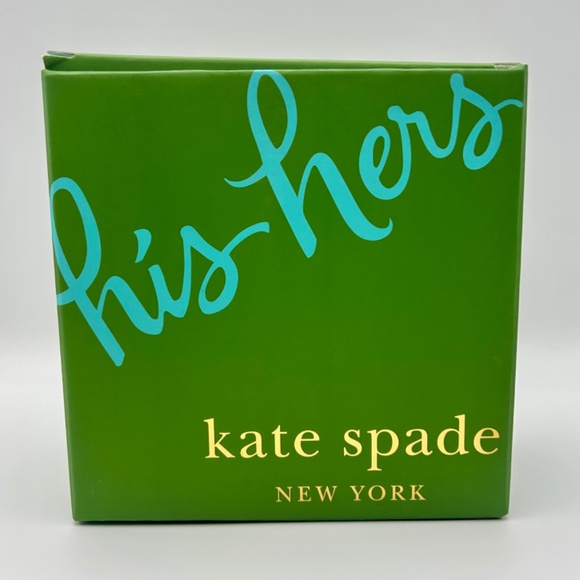 his hers
kate spade
NEW YORK